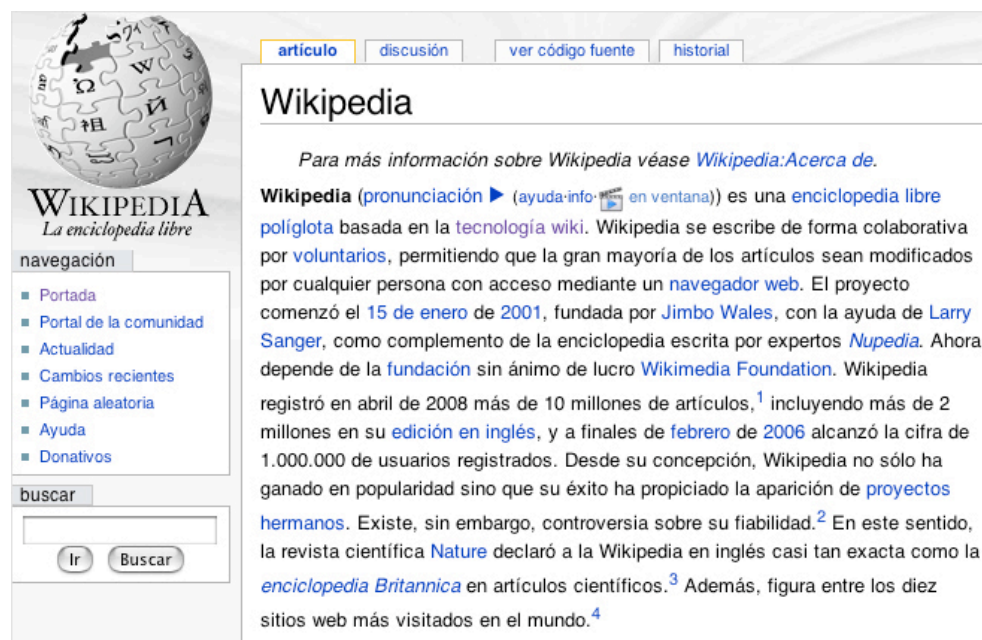 WIKIPEDIA
La enciclopedia libre
navegación
Portada
Portal de la comunidad
Actualidad
Cambios recientes
Página aleatoria
Ayuda
Donativos
buscar
Ir Buscar
artículo discusión ver código fuente historial
Wikipedia
Para más información sobre Wikipedia véase Wikipedia:Acerca de.
Wikipedia (pronunciación (ayuda·info· en ventana)) es una enciclopedia libre
políglota basada en la tecnología wiki. Wikipedia se escribe de forma colaborativa
por voluntarios, permitiendo que la gran mayoría de los artículos sean modificados
por cualquier persona con acceso mediante un navegador web. El proyecto
comenzó el 15 de enero de 2001, fundada por Jimbo Wales, con la ayuda de Larry
Sanger, como complemento de la enciclopedia escrita por expertos Nupedia. Ahora
depende de la fundación sin ánimo de lucro Wikimedia Foundation. Wikipedia
registró en abril de 2008 más de 10 millones de artículos,1 incluyendo más de 2
millones en su edición en inglés, y a finales de febrero de 2006 alcanzó la cifra de
1.000.000 de usuarios registrados. Desde su concepción, Wikipedia no sólo ha
ganado en popularidad sino que su éxito ha propiciado la aparición de proyectos
hermanos. Existe, sin embargo, controversia sobre su fiabilidad.2 En este sentido,
la revista científica Nature declaró a la Wikipedia en inglés casi tan exacta como la
enciclopedia Britannica en artículos científicos.3 Además, figura entre los diez
sitios web más visitados en el mundo.4